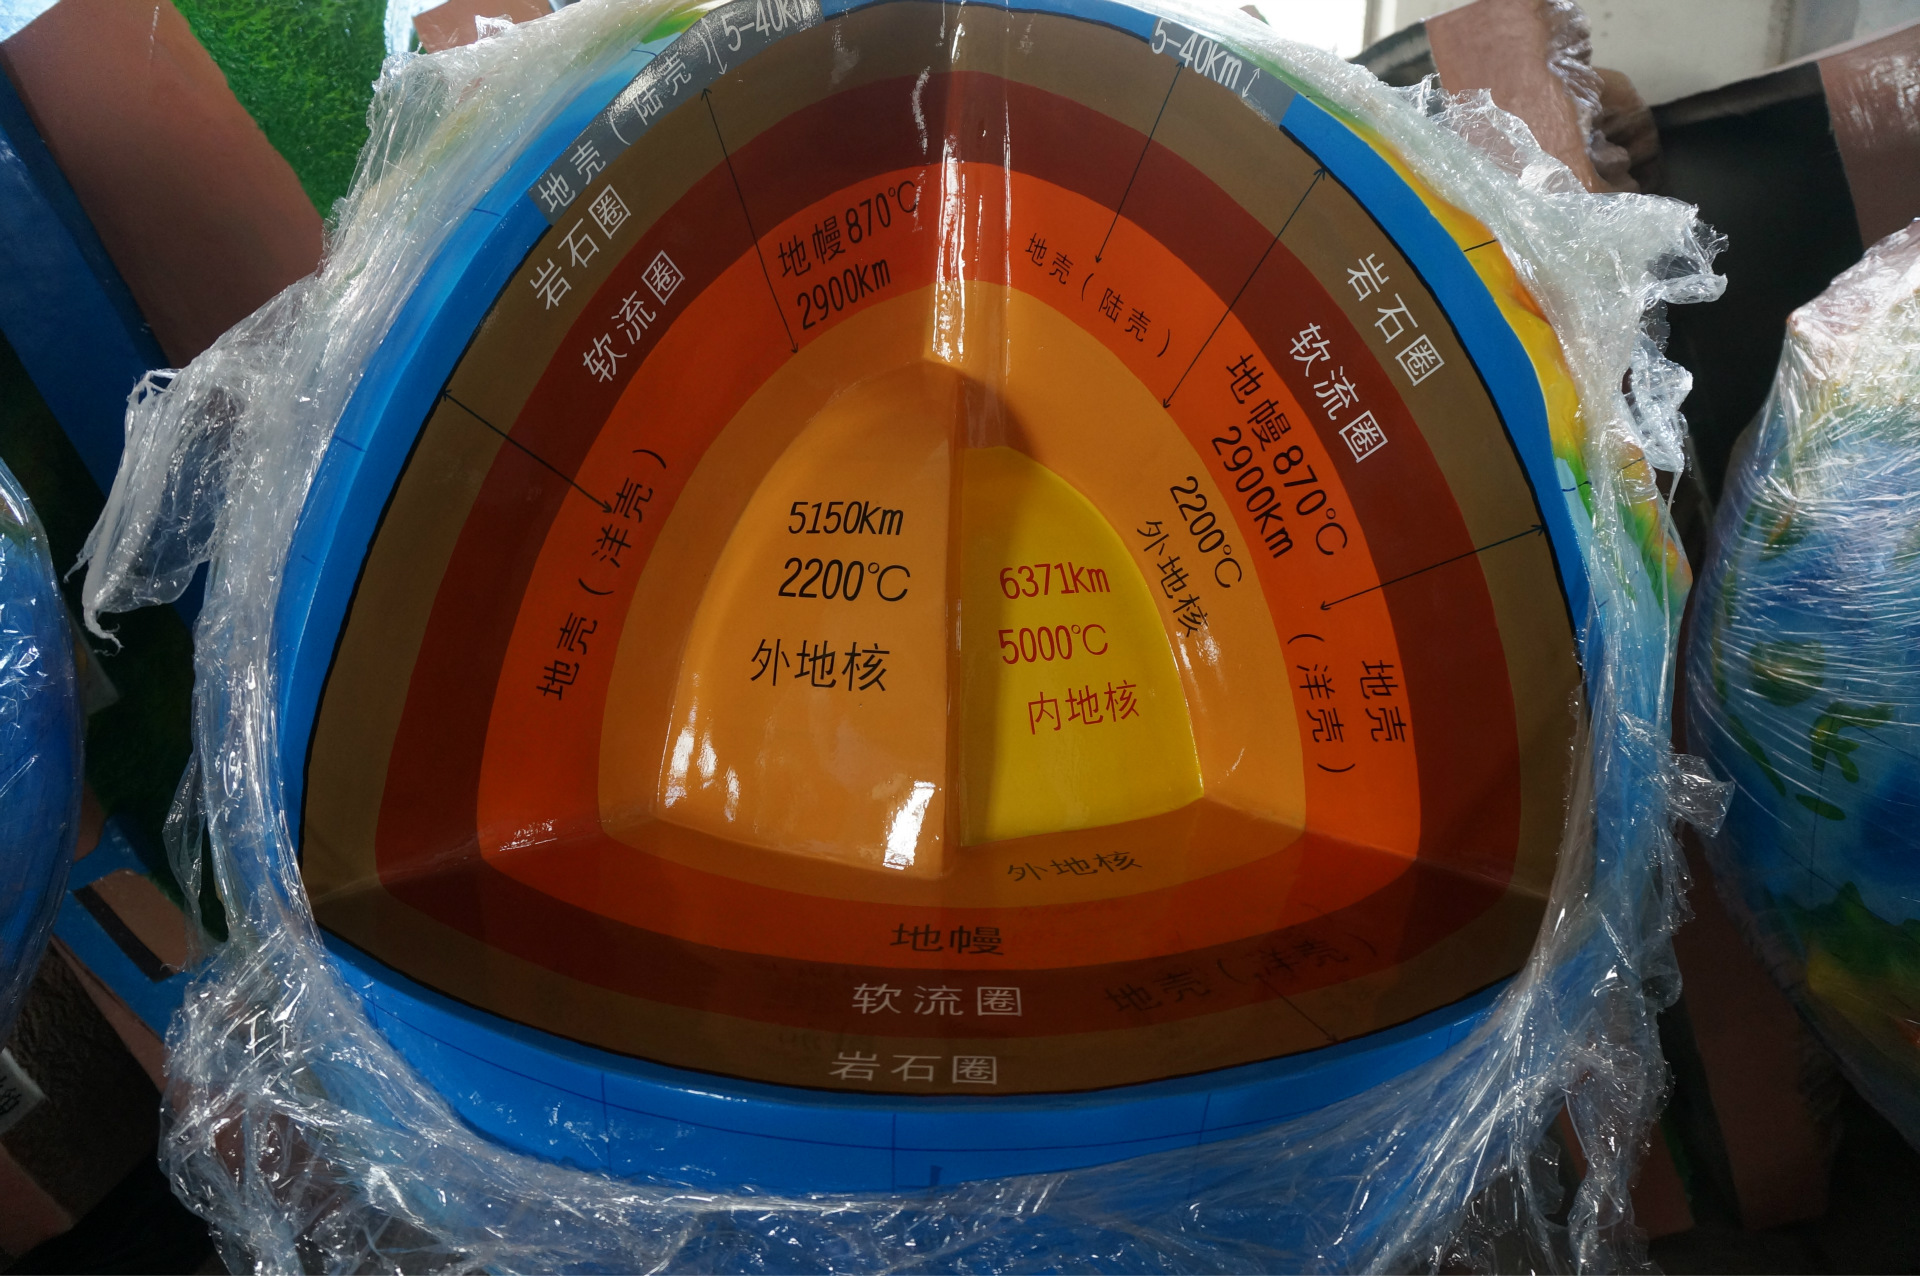 地壳(陆壳) 5-40km
5-40Km
岩石圈
软流圈
地幔870℃
2900Km
地壳(洋壳)
5150Km
2200℃
外地核
地壳(陆壳)
岩石圈
软流圈
地幔870℃
2900Km
2200℃
外地核
6371Km
5000℃
内地核
地壳
(洋壳)
外地核
地幔
地壳(洋壳)
软流圈
岩石圈